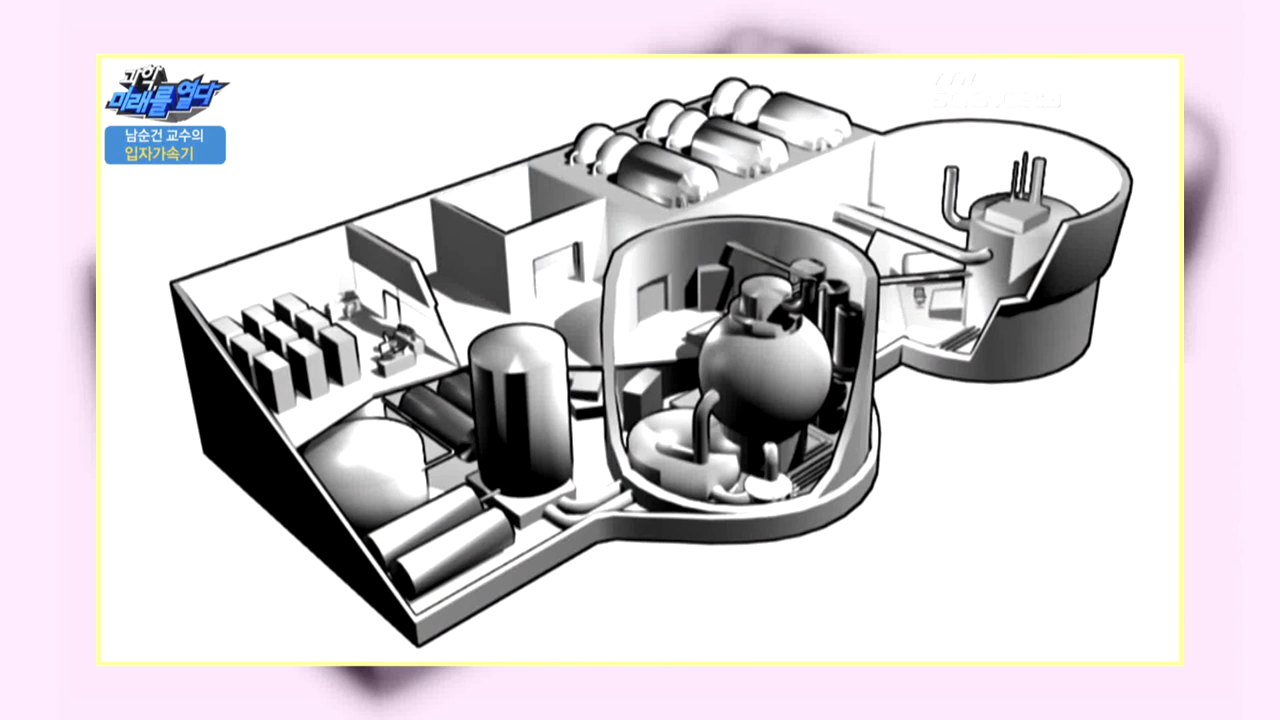 과학,
미래를 열다
남순건 교수의
입자가속기